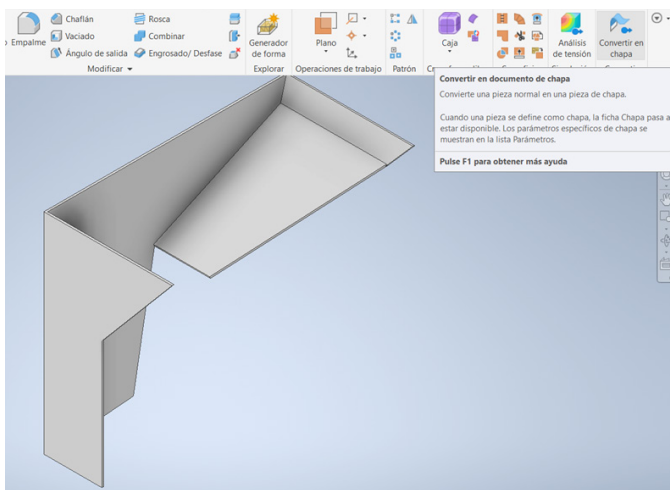 Chaflán
Rosca
Empalme
Vaciado
Combinar
Ángulo de salida
Engrosado/ Desfase
Generador
de forma
Plano
Caja
Análisis
de tensión
Convertir en
chapa
Modificar
Explorar
Operaciones de trabajo
Patrón
Convertir en documento de chapa
Convierte una pieza normal en una pieza de chapa.
Cuando una pieza se define como chapa, la ficha Chapa pasa a
estar disponible. Los parámetros específicos de chapa se
muestran en la lista Parámetros.
Pulse F1 para obtener más ayuda